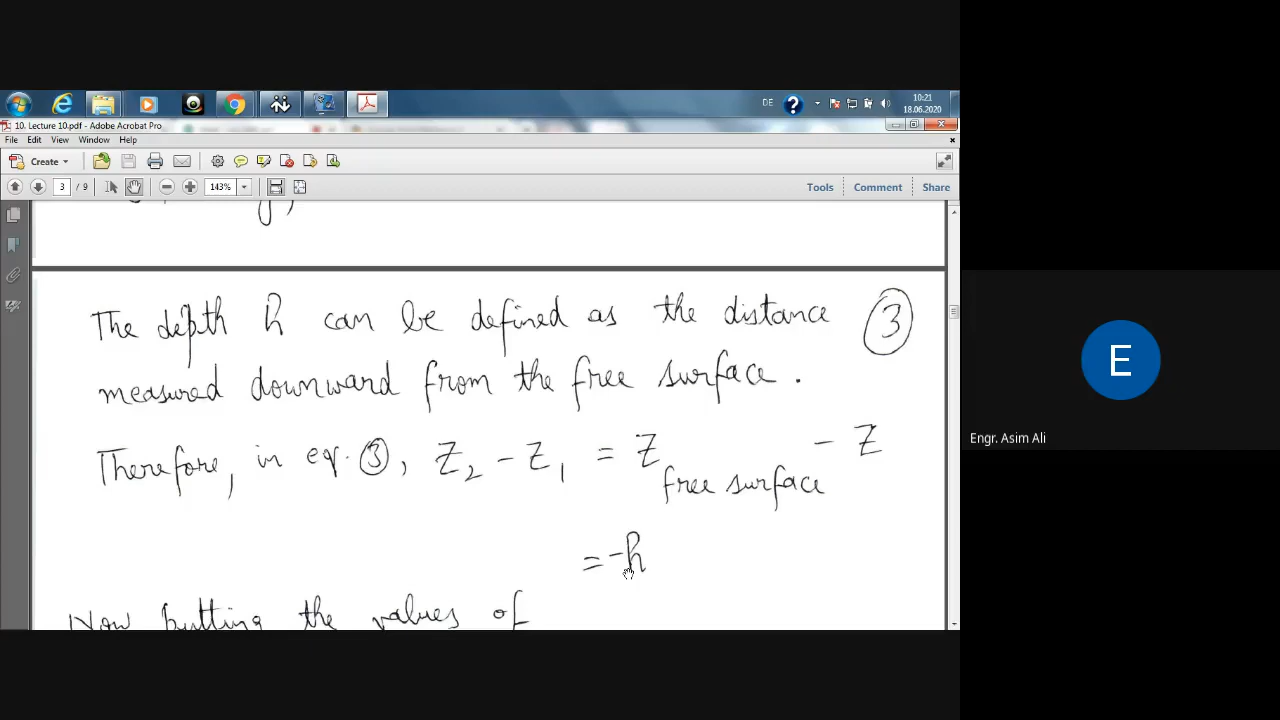 DE
10:21
18.06.2020
10. Lecture 10.pdf - Adobe Acrobat Pro
File Edit View Window Help
Create
3 / 9
143%
Tools Comment Share
The depth h can be defined as the distance ③
measured downward from the free surface.
Therefore, in eq. ③, Z₂ - Z₁ = Z free surface - Z
= -h
Now putting the values of
E
Engr. Asim Ali